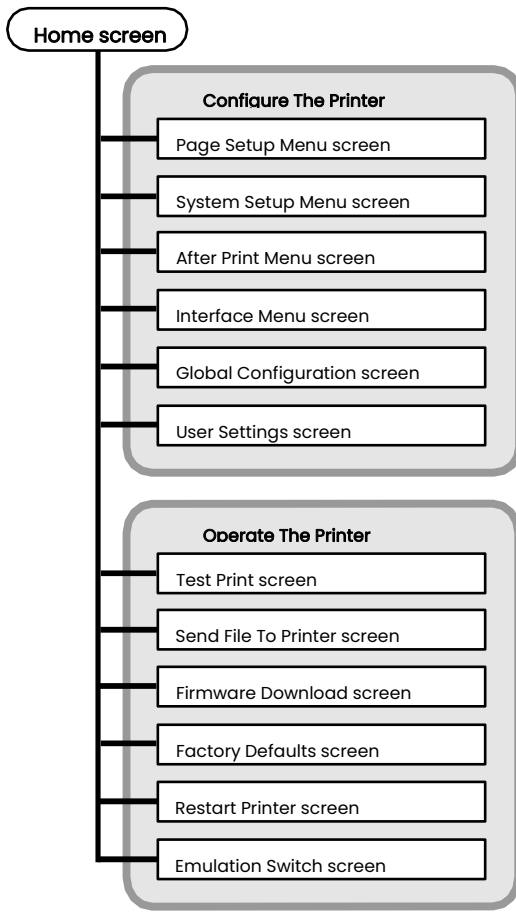 Home screen
Configure The Printer
Page Setup Menu screen
System Setup Menu screen
After Print Menu screen
Interface Menu screen
Global Configuration screen
User Settings screen
Operate The Printer
Test Print screen
Send File To Printer screen
Firmware Download screen
Factory Defaults screen
Restart Printer screen
Emulation Switch screen